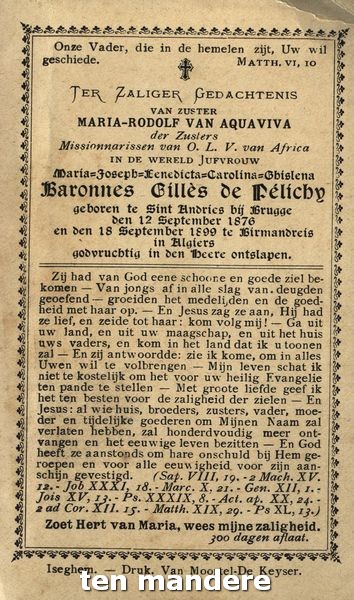 Onze Vader, die in de hemelen zijt, Uw wil
geschiede. MATTH. VI, 10
TER ZALIGER GEDACHTENIS
VAN ZUSTER
MARIA-RODOLF VAN AQUAVIVA
der Zusters
Missionnarissen van O. L. V. van Africa
IN DE WERELD JUFVROUW
Maria=Joseph=Benedicta=Carolina=Ghislena
Baronnes Gillès de Pélichy
geboren te Sint Andries bij Brugge
den 12 September 1876
en den 18 September 1899 te Birmandreis
in Algiers
godvruchtig in den Heere ontslapen.
Zij had van God eene schoone en goede ziel be-
komen — Van jongs af in alle slag van deugden
geoefend — groeiden het medelijden en de goed-
heid met haar op. — En Jesus zag ze aan, Hij had
ze lief, en zeide tot haar: kom volg mij! — Ga uit
uw land, en uit uw maagschap, en uit het huis
uws vaders, en kom in het land dat ik u toonen
zal — En zij antwoordde: zie ik kome, om in alles
Uwen wil te volbrengen — Mijn leven schat ik
niet te kostelijk om het voor uw heilig Evangelie
ten pande te stellen — Met groote liefde geef ik
het ten besten voor de zaligheid der zielen — En
Jesus: al wie huis, broeders, zusters, vader, moe-
der en tijdelijke goederen om Mijnen Naam zal
verlaten hebben, zal honderdvoudig meer ont-
vangen en het eeuwige leven bezitten — En God
heeft ze aanstonds om hare onschuld bij Hem ge-
roepen en voor alle eeuwigheid voor zijn aan-
schijn gevestigd. (Sap. VIII, 19. - 2 Mach. XV.
12. - Job XXXI, 18. - Marc. X, 21. - Gen. XII, 1. -
Jois XV, 13. - Ps. XXXIX, 8. - Act. ap. XX, 24. -
2 ad Cor. XII. 15. - Matth. XIX, 29. - Ps XL, 13.)
Zoet Hert van Maria, wees mijne zaligheid.
300 dagen aflaat.
Iseghem. — Druk. Van Moortel-De Keyser.
ten mandere